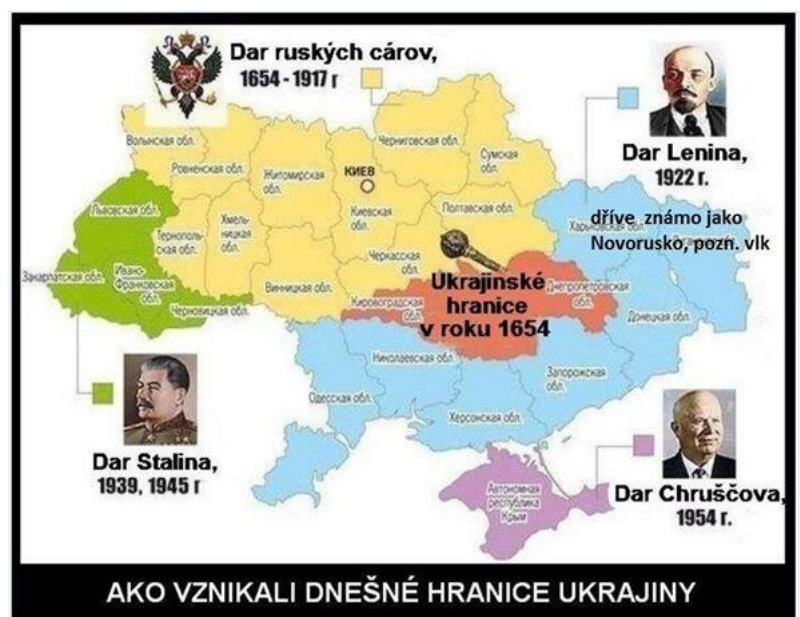 Dar ruských cárov,
1654 - 1917 г
Dar Lenina,
1922 г.
dříve známo jako
Novorusko, pozn. vlk
Волынская обл.
Ровненская обл.
Житомирская
обл.
КИЕВ
Киевская
обл.
Черниговская
обл.
Сумская
обл.
Львовская обл.
Тернополь-
ская обл.
Хмель-
ницкая
обл.
Полтавская обл.
Харьковская обл.
Закарпатская обл.
Ивано-
Франковская
обл.
Черновицкая обл.
Винницкая обл.
Черкасская
обл.
Кировоградская
обл.
Ukrajinské
hranice
v roku 1654
Днепропетровская
обл.
Донецкая обл.
Одесская обл.
Николаевская обл.
Запорожская
обл.
Херсонская обл.
Автономная
республика
Крым
Dar Stalina,
1939, 1945 г
Dar Chruščova,
1954 г.
AKO VZNIKALI DNEŠNÉ HRANICE UKRAJINY